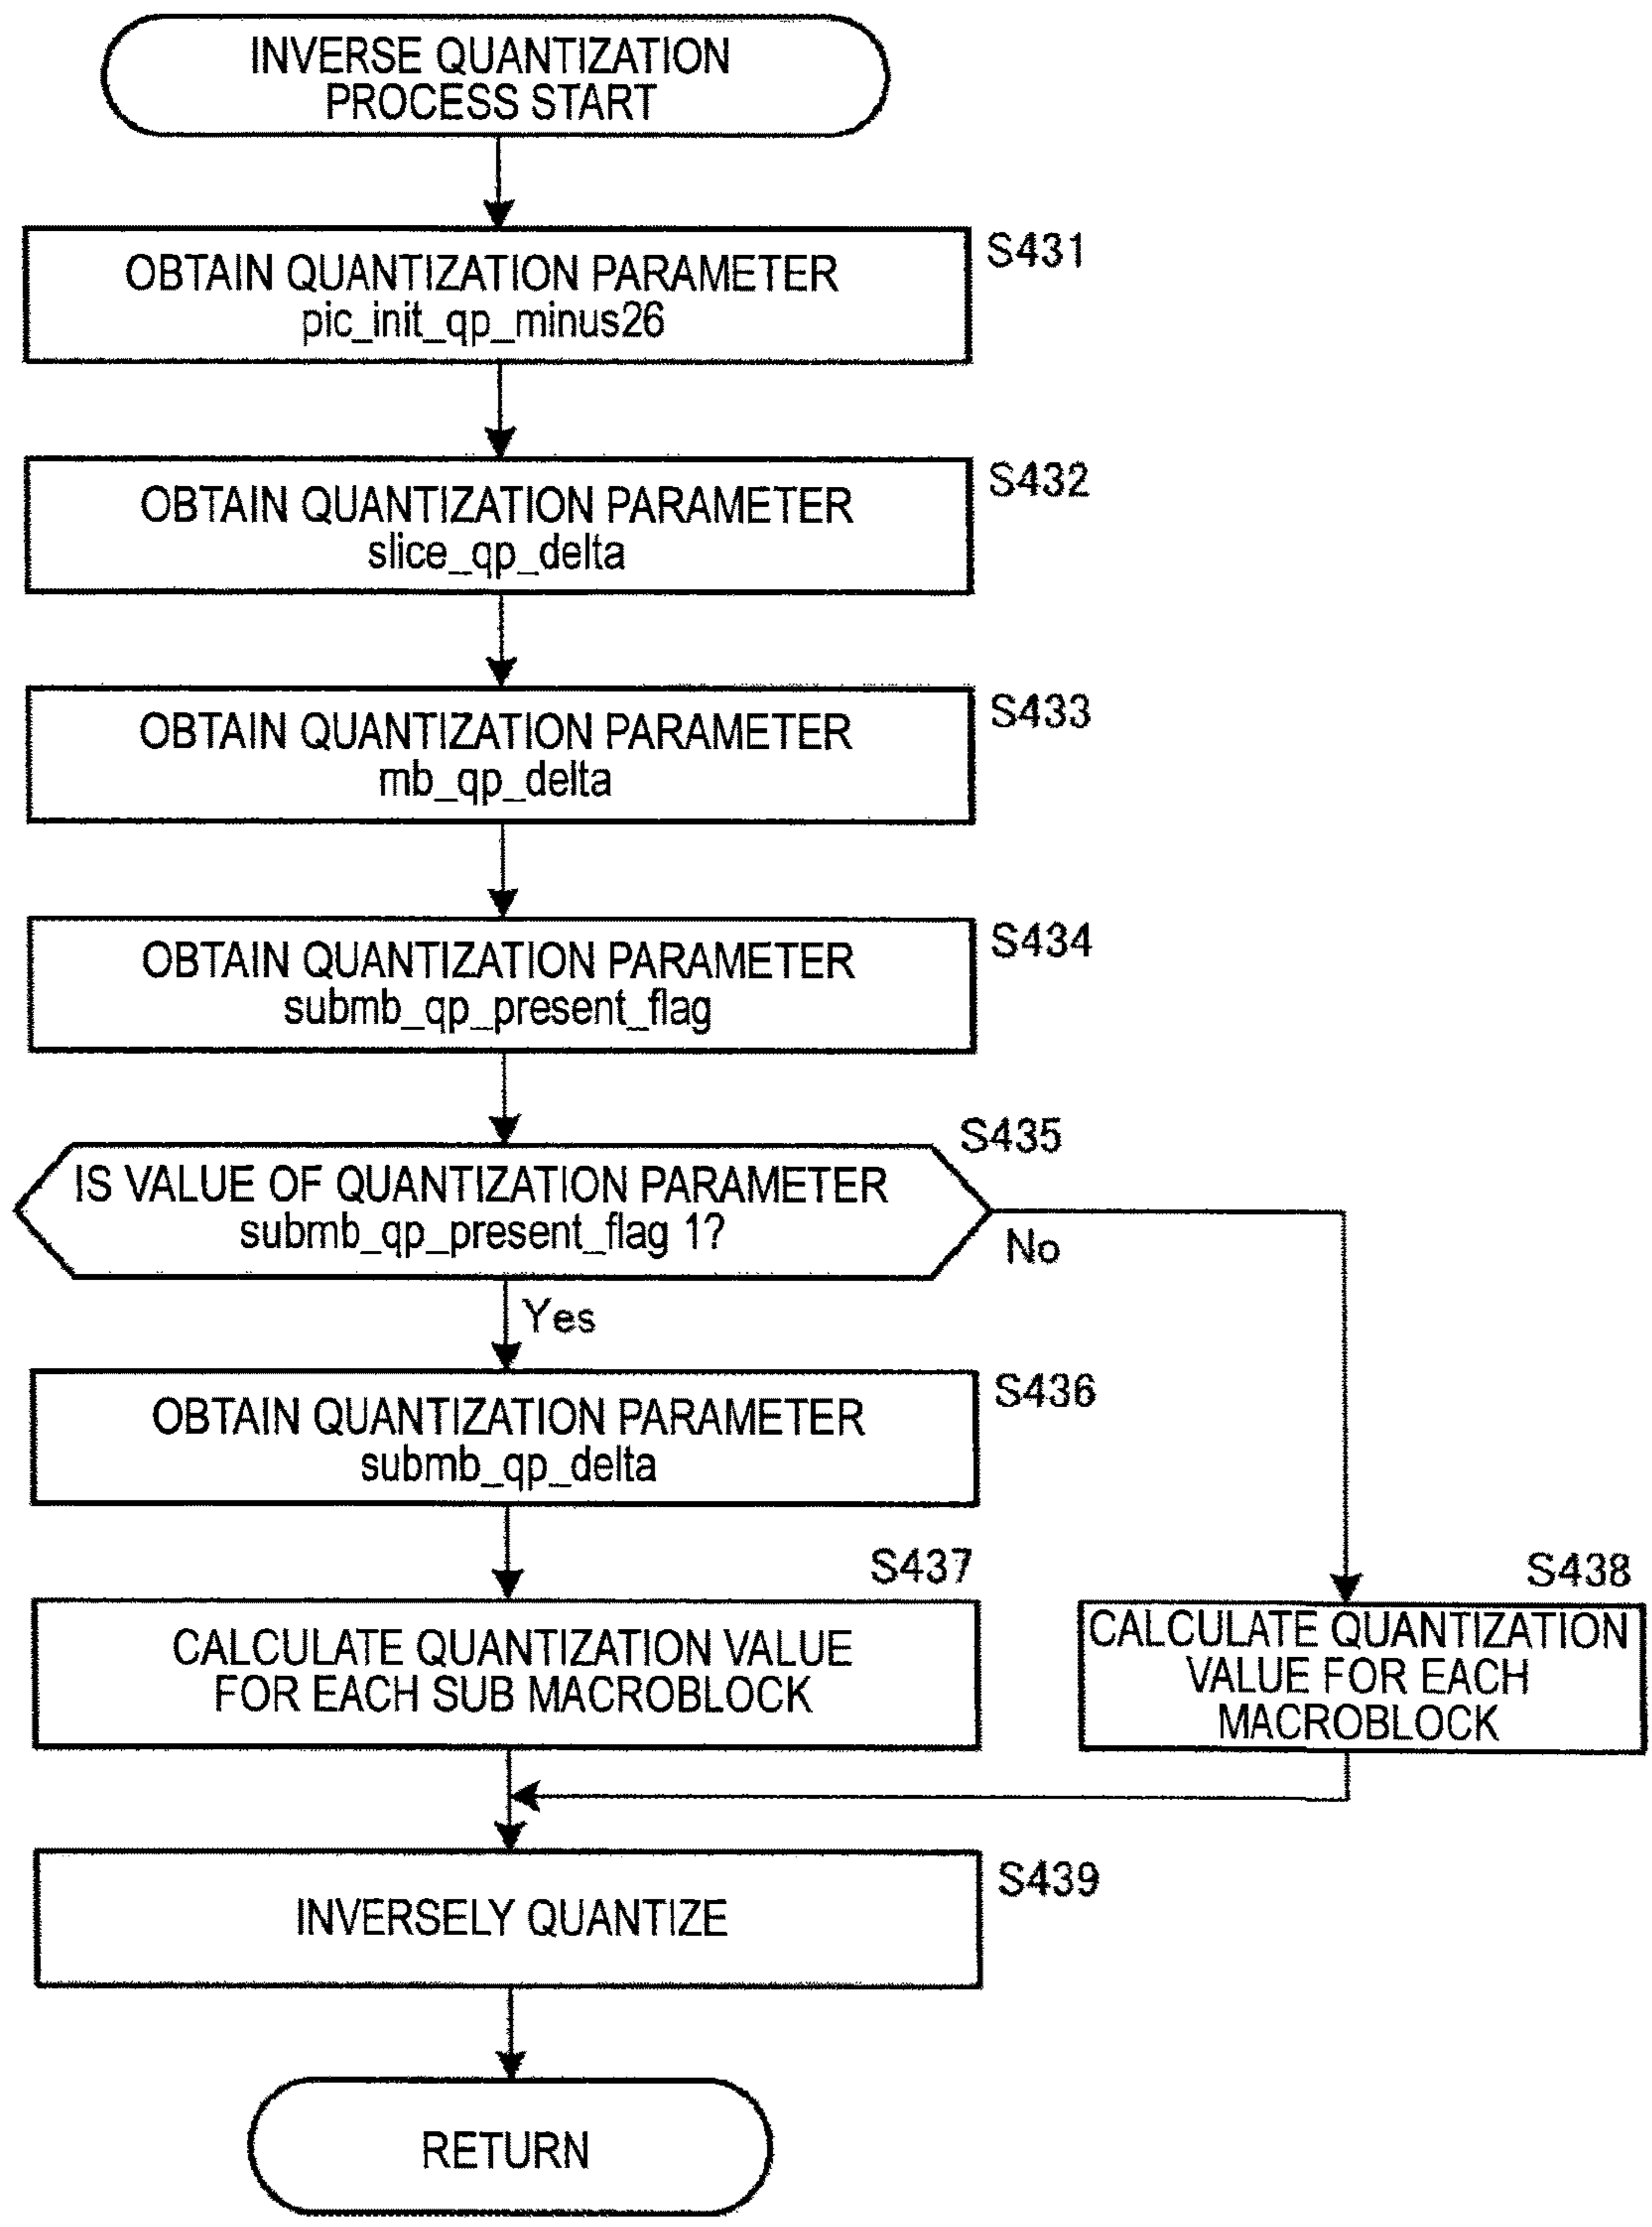 INVERSE QUANTIZATION
PROCESS START
S431
OBTAIN QUANTIZATION PARAMETER
pic_init_qp_minus26
S432
OBTAIN QUANTIZATION PARAMETER
slice_qp_delta
S433
OBTAIN QUANTIZATION PARAMETER
mb_qp_delta
S434
OBTAIN QUANTIZATION PARAMETER
submb_qp_present_flag
S435
IS VALUE OF QUANTIZATION PARAMETER
submb_qp_present_flag 1?
No
Yes
S436
OBTAIN QUANTIZATION PARAMETER
submb_qp_delta
S437
CALCULATE QUANTIZATION VALUE
FOR EACH SUB MACROBLOCK
S438
CALCULATE QUANTIZATION
VALUE FOR EACH
MACROBLOCK
S439
INVERSELY QUANTIZE
RETURN